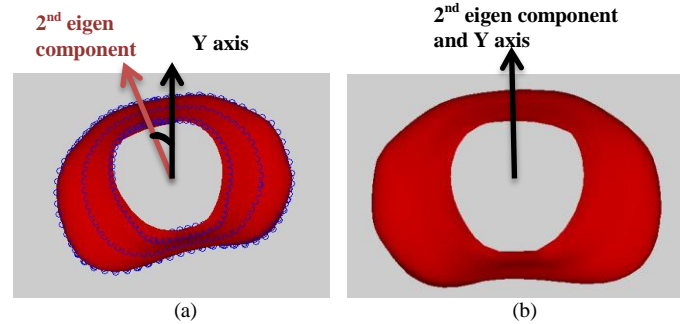 2nd eigen
component
Y axis
2nd eigen component
and Y axis
(a)
(b)